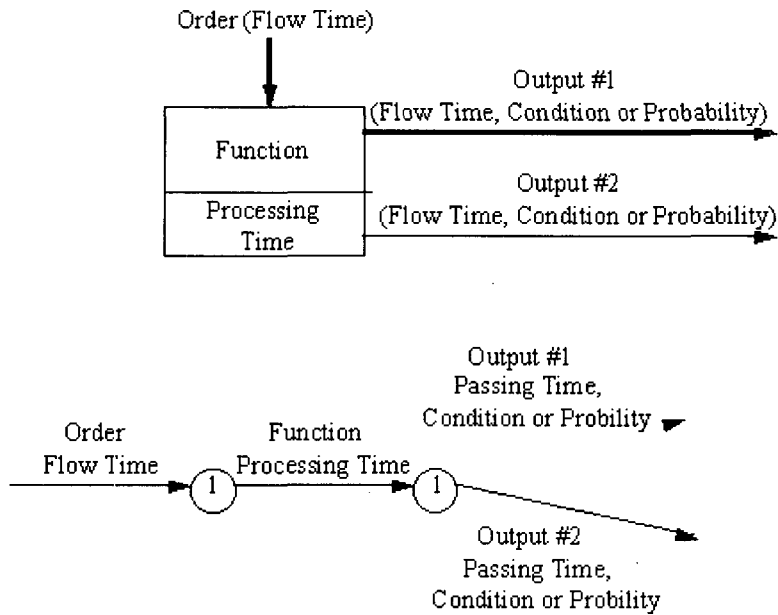 Order (Flow Time)
Output #1
(Flow Time, Condition or Probability)
Function
Output #2
(Flow Time, Condition or Probability)
Processing
Time
Output #1
Passing Time,
Condition or Probility
Order
Flow Time
Function
Processing Time
1
1
Output #2
Passing Time,
Condition or Probility